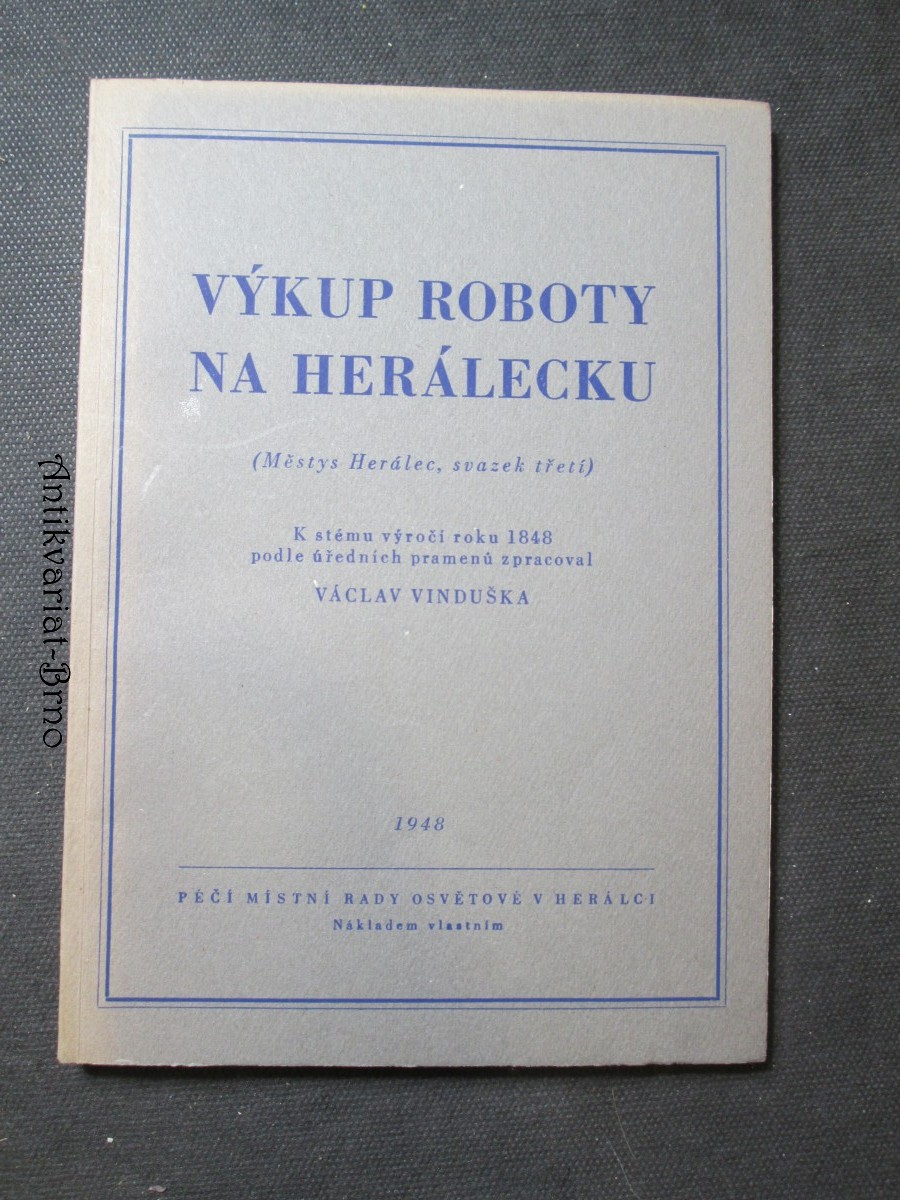 VÝKUP ROBOTY
NA HERÁLECKU
(Městys Herálec, svazek třetí)
K stému výročí roku 1848
podle úředních pramenů zpracoval
VÁCLAV VINDUŠKA
1948
PÉČÍ MÍSTNÍ RADY OSVĚTOVÉ V HERÁLCI
Nákladem vlastním
Antikvariat-Brno